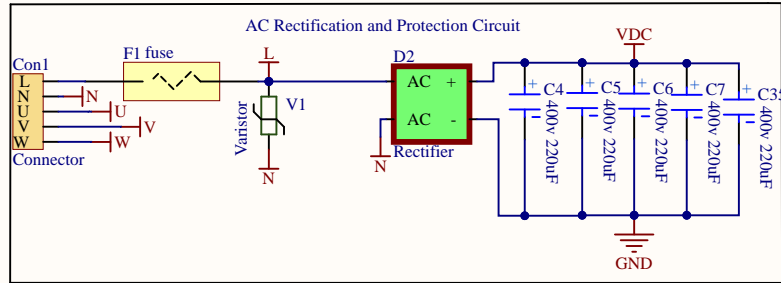 AC Rectification and Protection Circuit
Con1
F1 fuse
L
D2
VDC
L
N
U
V
W
N
U
V
W
Connector
Varistor
V1
N
AC +
AC -
N
Rectifier
GND
C4
400v 220uF
C5
400v 220uF
C6
400v 220uF
C7
400v 220uF
C35
400v 220uF